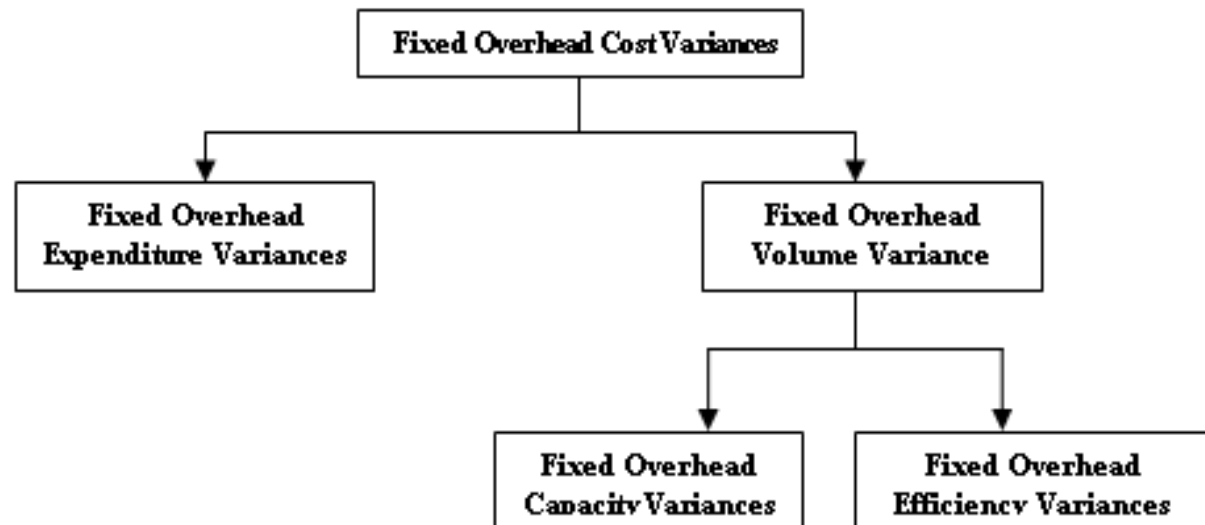 Fixed Overhead Cost Variances
Fixed Overhead
Expenditure Variances
Fixed Overhead
Volume Variance
Fixed Overhead
Capacity Variances
Fixed Overhead
Efficiency Variances